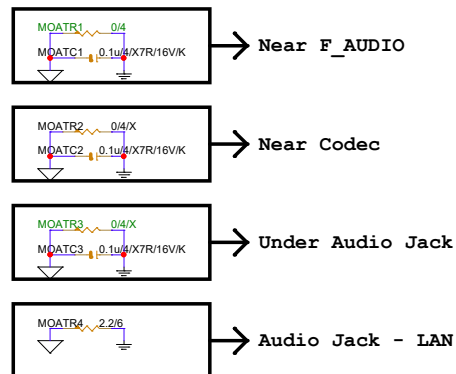 MOATR1 0/4
MOATC1 0.1u/4/X7R/16V/K
Near F_AUDIO
MOATR2 0/4/X
MOATC2 0.1u/4/X7R/16V/K
Near Codec
MOATR3 0/4/X
MOATC3 0.1u/4/X7R/16V/K
Under Audio Jack
MOATR4 2.2/6
Audio Jack - LAN